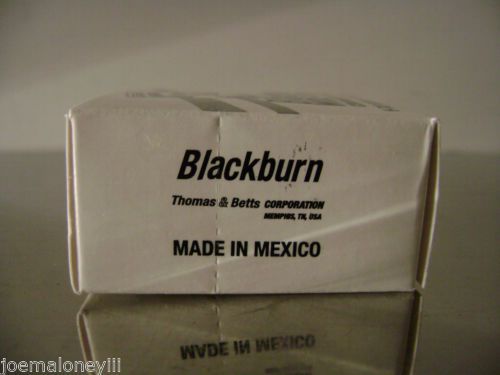 Blackburn
Thomas & Betts CORPORATION
MEMPHIS, TN, USA
MADE IN MEXICO
MADE IN MEXICO
joemaloneyiii